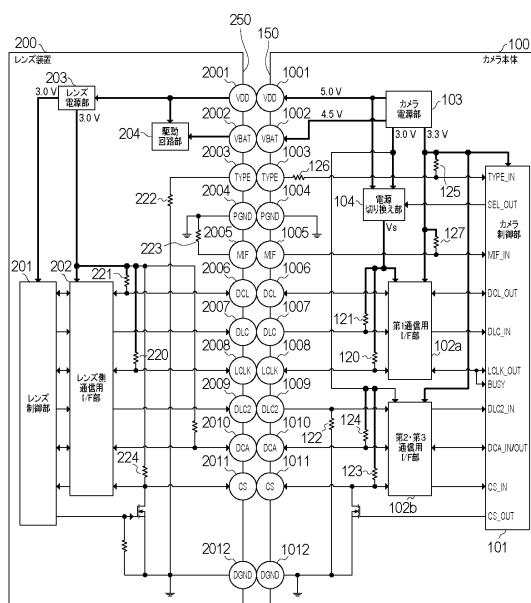 200
250
150
100
レンズ装置
カメラ本体
203
レンズ
電源部
3.0 V
3.0 V
204
駆動
回路部
2001
VDD
1001
VDD
5.0 V
4.5 V
カメラ
電源部
103
3.0 V
3.3 V
2002
VBAT
1002
VBAT
2003
TYPE
1003
TYPE
126
125
TYPE_IN
222
104
電源
切り換え部
SEL_OUT
カメラ
制御部
2004
PGND
1004
PGND
Vs
127
223
2005
MIF
1005
MIF
MIF_IN
201
202
221
2006
DCL
1006
DCL
DCL_OUT
2007
DLC
1007
DLC
121
第1通信用
I/F部
DLC_IN
220
2008
LCLK
1008
LCLK
120
102a
LCLK_OUT
BUSY
レンズ制御部
レンズ側
通信用
I/F部
2009
DLC2
1009
DLC2
DLC2_IN
122
124
2010
DCA
1010
DCA
第2・第3
通信用
I/F部
DCA_IN/OUT
224
2011
CS
1011
CS
123
102b
CS_IN
CS_OUT
101
2012
DGND
1012
DGND